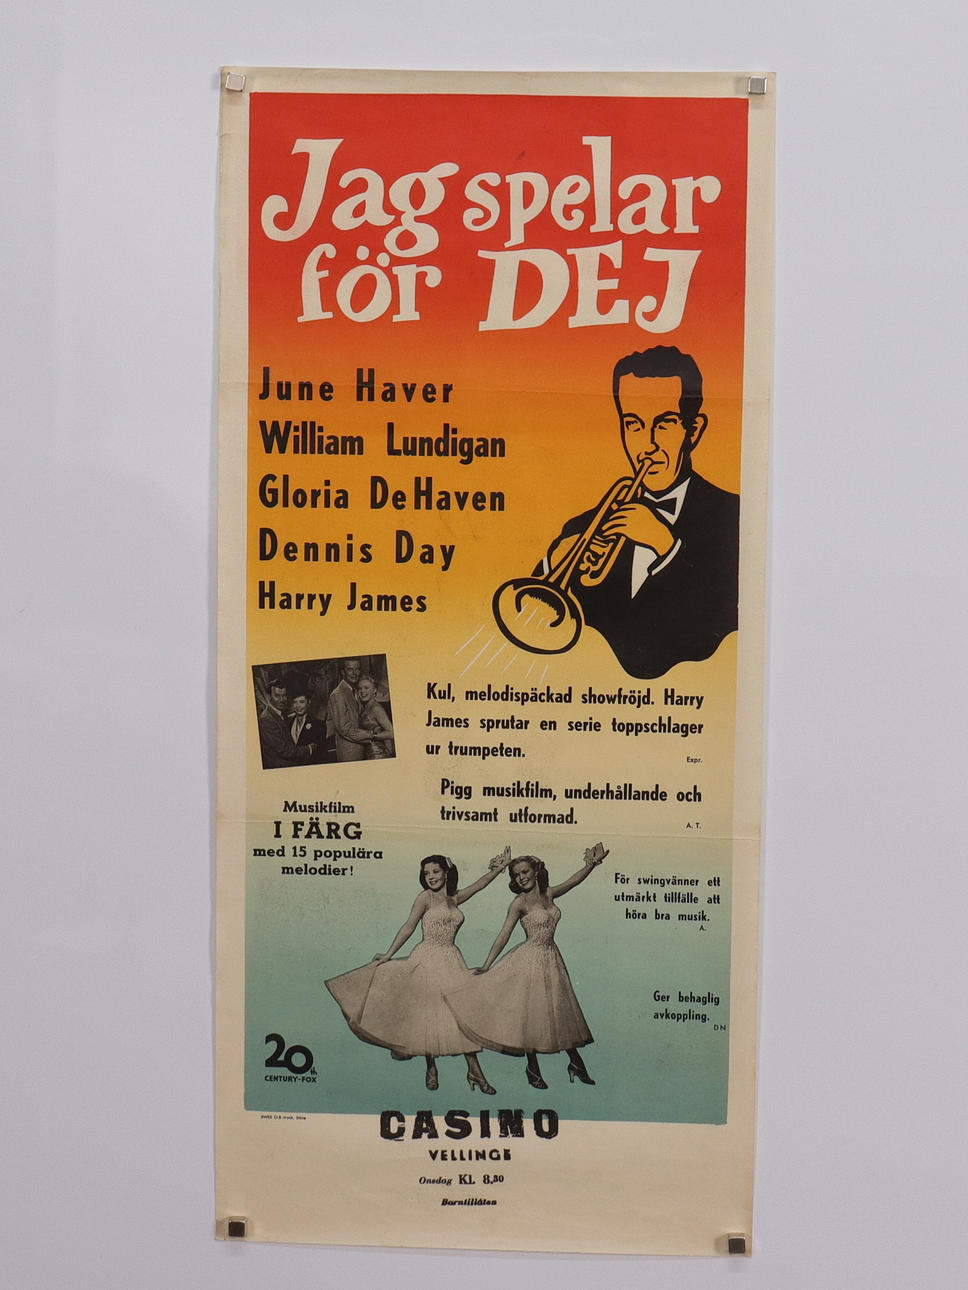 Jag spelar
för DEJ
June Haver
William Lundigan
Gloria DeHaven
Dennis Day
Harry James
Kul, melodispäckad showfröjd. Harry
James sprutar en serie toppschlager
ur trumpeten.
Expr.
Pigg musikfilm, underhållande och
trivsamt utformad.
A. T.
Musikfilm
I FÄRG
med 15 populära
melodier!
För swingvänner ett
utmärkt tillfälle att
höra bra musik.
A.
Ger behaglig
avkoppling.
DN
20th
CENTURY-FOX
CASINO
VELLINGE
Onsdag Kl. 8.30
Barntillåten